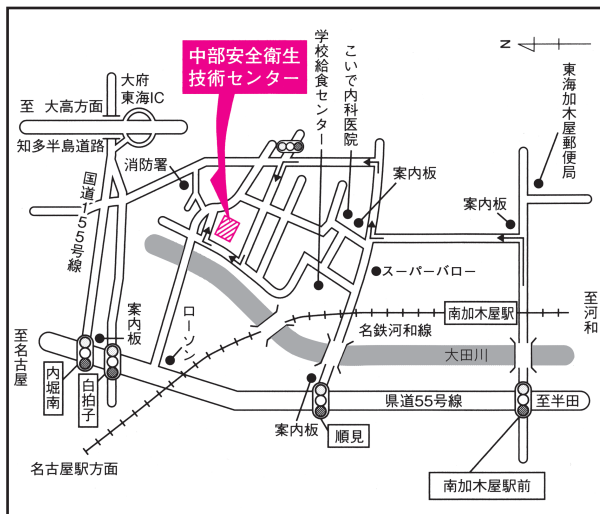 中部安全衛生
技術センター
学校給食センター
こいで内科医院
N
東海加木屋郵便局
大府
東海IC
至 大高方面
知多半島道路
消防署
国道155号線
案内板
案内板
スーパーバロー
至河和
南加木屋駅
名鉄河和線
大田川
至名古屋
案内板
ローソン
内堀南
白拍子
案内板
順見
県道55号線
至半田
南加木屋駅前
名古屋駅方面